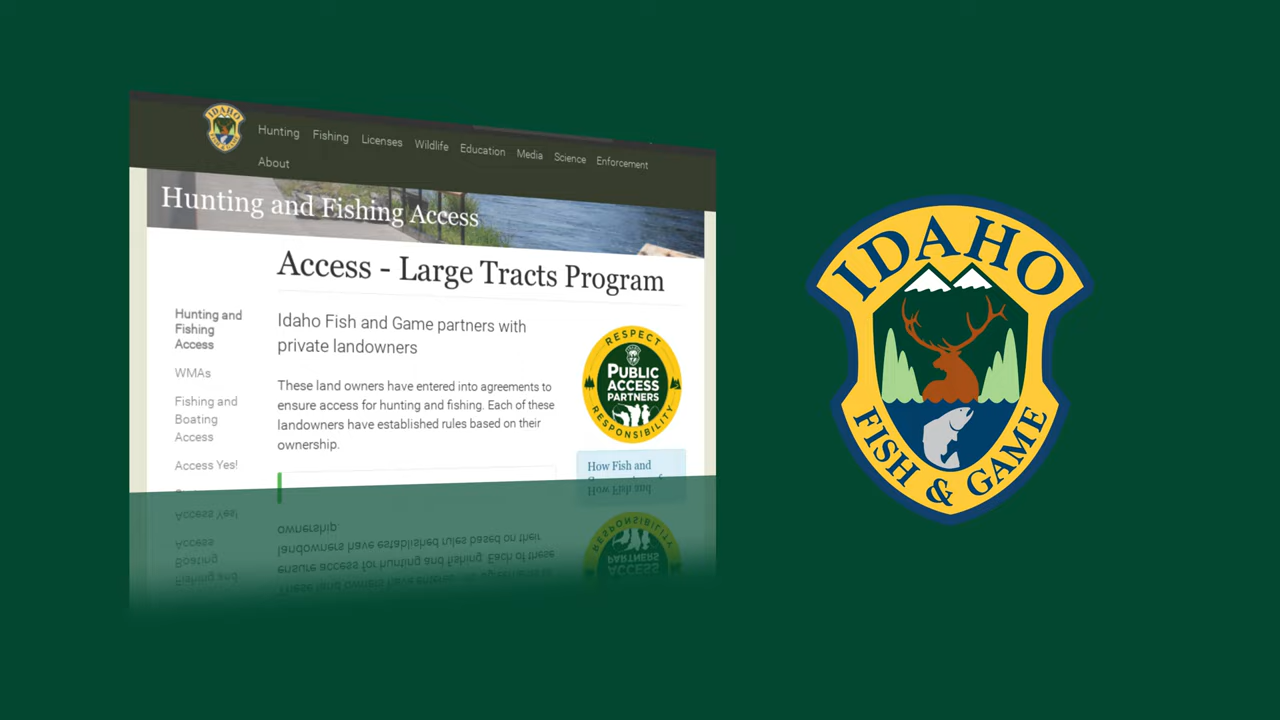 IDAHO
FISH & GAME
Hunting Fishing Licenses Wildlife Education Media Science Enforcement
About
Hunting and Fishing Access
Access - Large Tracts Program
Hunting and
Fishing
Access
WMAs
Fishing and
Boating
Access
Access Yes!
Idaho Fish and Game partners with
private landowners
These land owners have entered into agreements to
ensure access for hunting and fishing. Each of these
landowners have established rules based on their
ownership.
RESPECT
PUBLIC
ACCESS
PARTNERS
RESPONSIBILITY
How Fish and
IDAHO
FISH & GAME